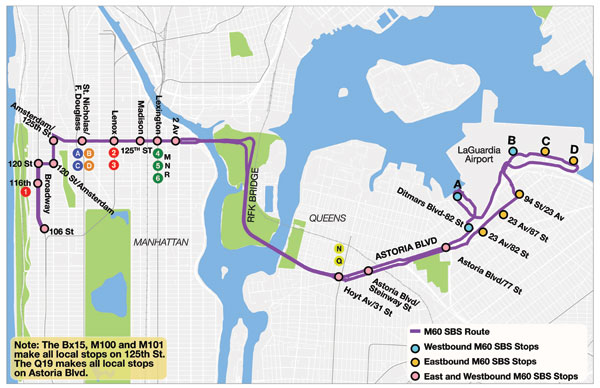 Amsterdam/
125th St
St. Nicholas/
F. Douglass
Lenox
Madison
Lexington
2 Av
A B
C D
2
3
125TH ST
4 M
5 N
6 R
120 St
116th
1
Broadway
120 St/Amsterdam
106 St
MANHATTAN
RFK BRIDGE
QUEENS
N
Q
Hoyt Av/31 St
Astoria Blvd/
Steinway St
ASTORIA BLVD
Astoria Blvd/77 St
Ditmars Blvd-82 St
23 Av/82 St
23 Av/87 St
94 St/23 Av
LaGuardia
Airport
A
B
C
D
Note: The Bx15, M100 and M101
make all local stops on 125th St.
The Q19 makes all local stops
on Astoria Blvd.
M60 SBS Route
Westbound M60 SBS Stops
Eastbound M60 SBS Stops
East and Westbound M60 SBS Stops